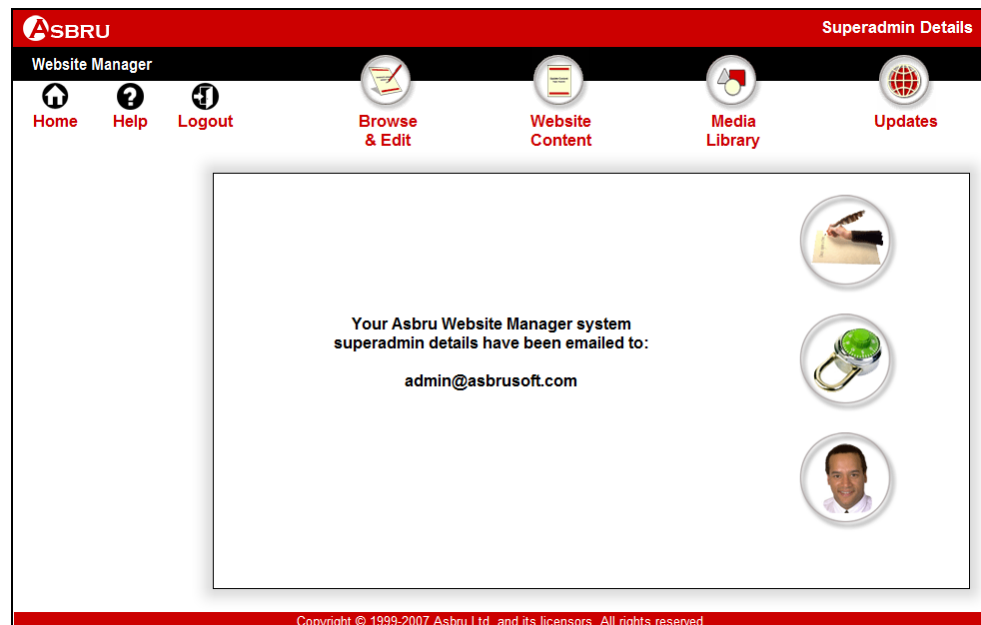 ASBRU
Superadmin Details
Website Manager
Home
Help
Logout
Browse
& Edit
Website
Content
Media
Library
Updates
Your Asbru Website Manager system
superadmin details have been emailed to:
admin@asbrusoft.com
Copyright © 1999-2007 Asbru Ltd. and its licensors. All rights reserved.